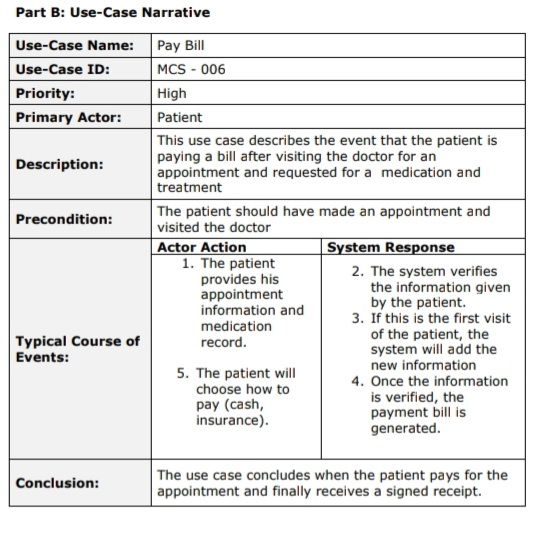 Part B: Use-Case Narrative
Use-Case Name: Pay Bill
Use-Case ID: MCS - 006
Priority: High
Primary Actor: Patient
Description:
This use case describes the event that the patient is
paying a bill after visiting the doctor for an
appointment and requested for a medication and
treatment
Precondition:
The patient should have made an appointment and
visited the doctor
Typical Course of
Events:
Actor Action
1. The patient
provides his
appointment
information and
medication
record.
5. The patient will
choose how to
pay (cash,
insurance).
System Response
2. The system verifies
the information given
by the patient.
3. If this is the first visit
of the patient, the
system will add the
new information
4. Once the information
is verified, the
payment bill is
generated.
Conclusion:
The use case concludes when the patient pays for the
appointment and finally receives a signed receipt.